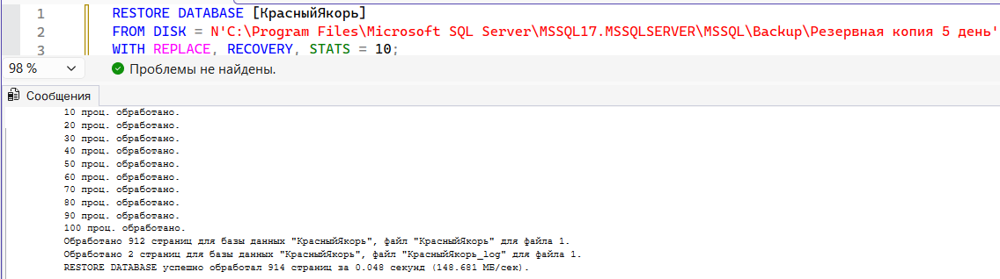 1 RESTORE DATABASE [КрасныйЯкорь]
2 FROM DISK = N'C:\Program Files\Microsoft SQL Server\MSSQL17.MSSQLSERVER\MSSQL\Backup\Резервная копия 5 день'
3 WITH REPLACE, RECOVERY, STATS = 10;
98 % Проблемы не найдены.
Сообщения
10 проц. обработано.
20 проц. обработано.
30 проц. обработано.
40 проц. обработано.
50 проц. обработано.
60 проц. обработано.
70 проц. обработано.
80 проц. обработано.
90 проц. обработано.
100 проц. обработано.
Обработано 912 страниц для базы данных "КрасныйЯкорь", файл "КрасныйЯкорь" для файла 1.
Обработано 2 страниц для базы данных "КрасныйЯкорь", файл "КрасныйЯкорь_log" для файла 1.
RESTORE DATABASE успешно обработал 914 страниц за 0.048 секунд (148.681 МБ/сек).